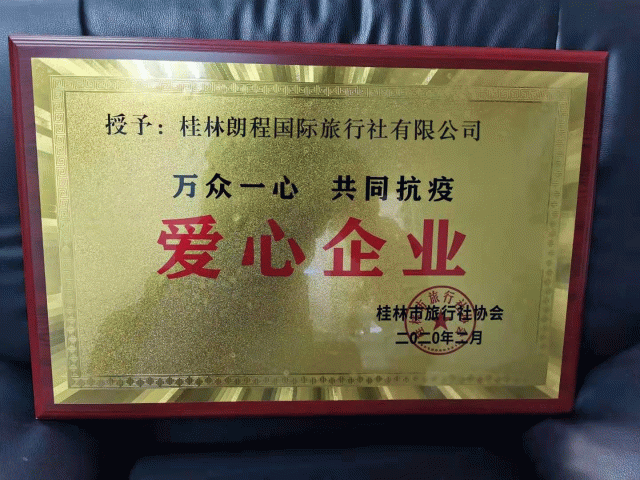 授予：桂林朗程国际旅行社有限公司
万众一心 共同抗疫
爱心企业
桂林市旅行社协会
二〇二〇年二月